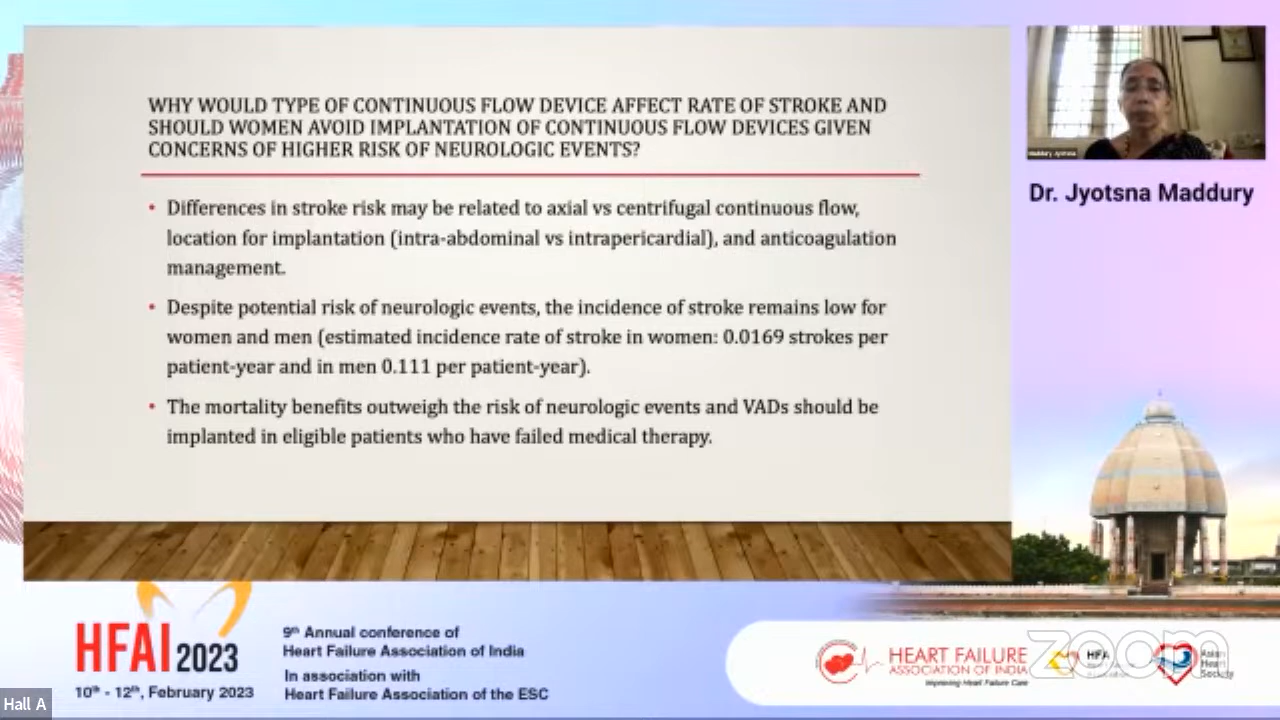 WHY WOULD TYPE OF CONTINUOUS FLOW DEVICE AFFECT RATE OF STROKE AND
SHOULD WOMEN AVOID IMPLANTATION OF CONTINUOUS FLOW DEVICES GIVEN
CONCERNS OF HIGHER RISK OF NEUROLOGIC EVENTS?
• Differences in stroke risk may be related to axial vs centrifugal continuous flow,
location for implantation (intra-abdominal vs intrapericardial), and anticoagulation
management.
• Despite potential risk of neurologic events, the incidence of stroke remains low for
women and men (estimated incidence rate of stroke in women: 0.0169 strokes per
patient-year and in men 0.111 per patient-year).
• The mortality benefits outweigh the risk of neurologic events and VADs should be
implanted in eligible patients who have failed medical therapy.
Maddury Jyotsna
Dr. Jyotsna Maddury
HFAI 2023
10th - 12th, February 2023
9th Annual conference of
Heart Failure Association of India
In association with
Heart Failure Association of the ESC
HEART FAILURE
ASSOCIATION OF INDIA
Improving Heart Failure Care
HFA
Asian
Heart
Society
zoom
Hall A